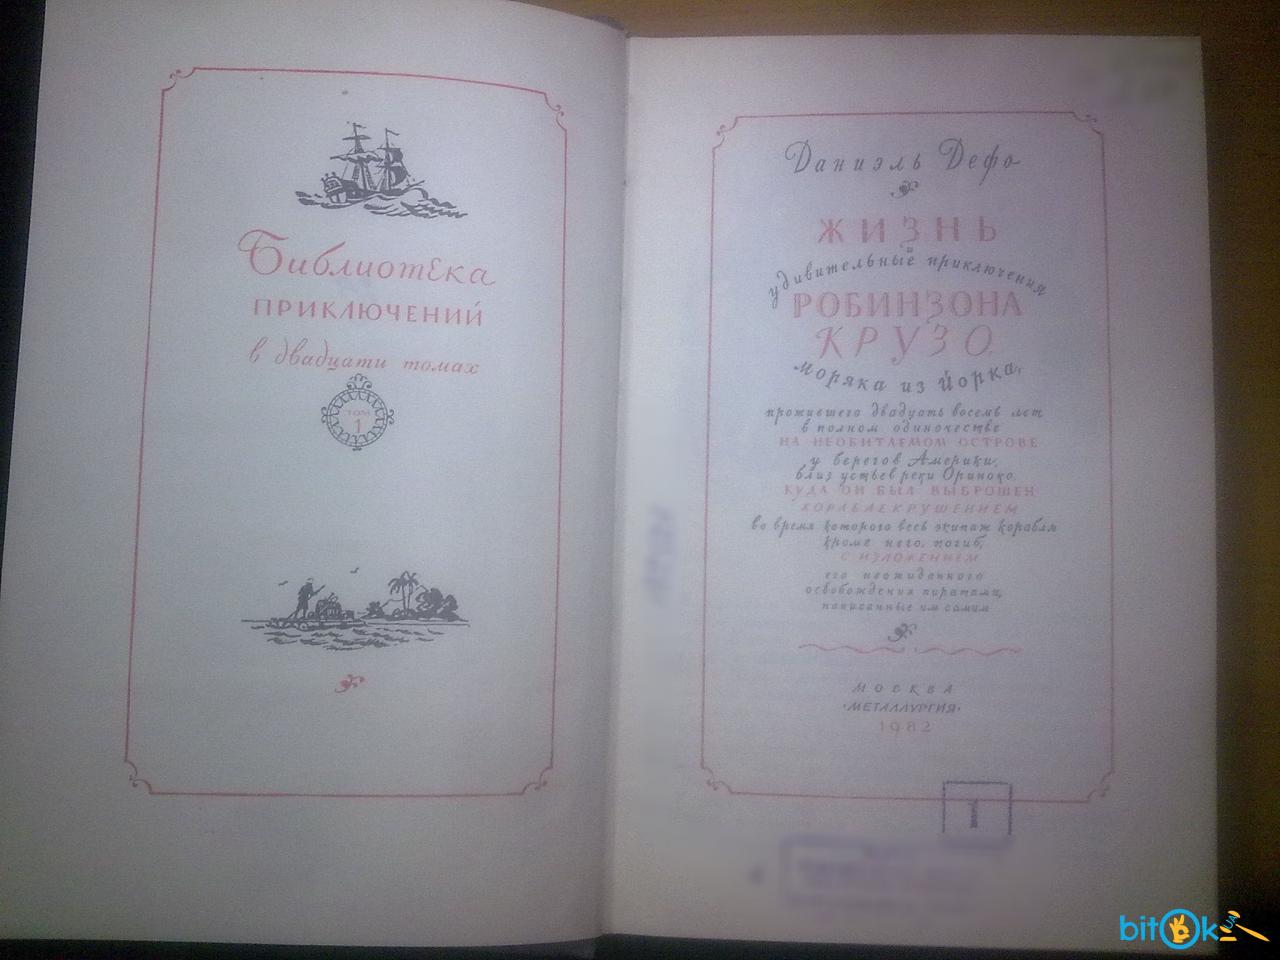 Библиотека
ПРИКЛЮЧЕНИЙ
в двадцати томах
ТОМ
1
Даниэль Дефо
ЖИЗНЬ
удивительные приключения
РОБИНЗОНА
КРУЗО,
моряка из Йорка,
прожившего двадцать восемь лет
в полном одиночестве
НА НЕОБИТАЕМОМ ОСТРОВЕ
у берегов Америки,
близ устьев реки Ориноко,
КУДА ОН БЫЛ ВЫБРОШЕН
КОРАБЛЕКРУШЕНИЕМ
во время которого весь экипаж корабля
кроме него, погиб,
С ИЗЛОЖЕНИЕМ
его неожиданного
освобождения пиратами,
написанные им самим
МОСКВА
«МЕТАЛЛУРГИЯ»
1982
1
bitOk UA